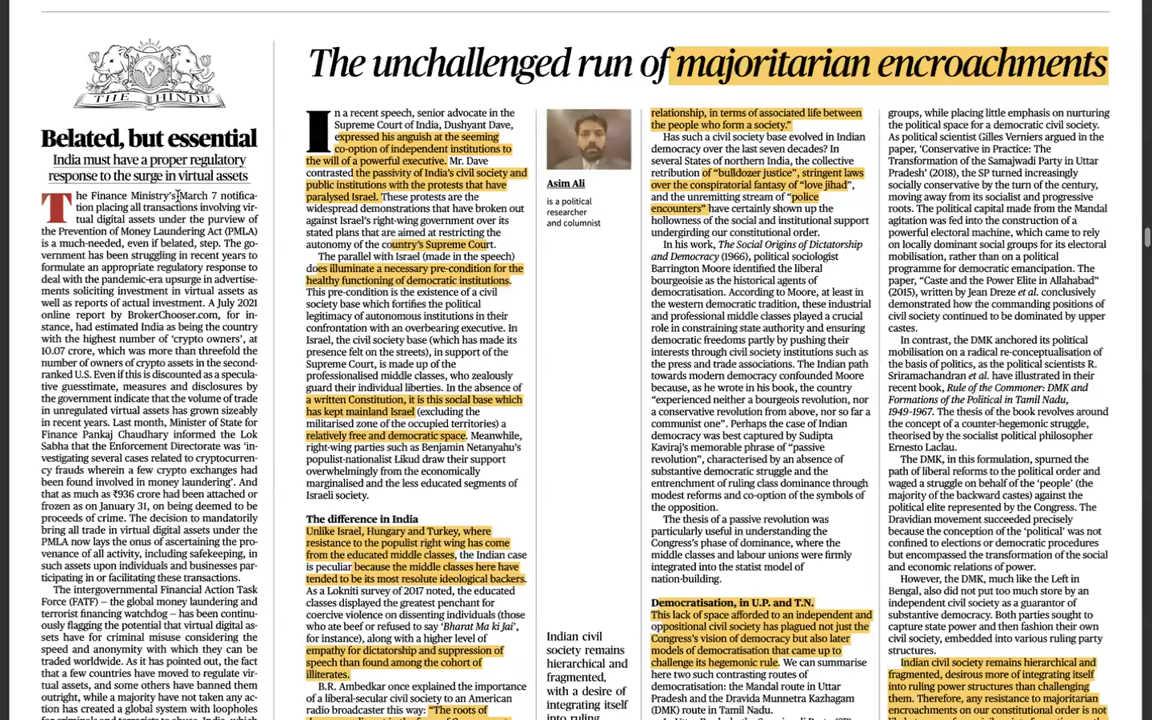 THE HINDU
Belated, but essential
India must have a proper regulatory
response to the surge in virtual assets
The Finance Ministry's March 7 notifica-
tion placing all transactions involving vir-
tual digital assets under the purview of
the Prevention of Money Laundering Act (PMLA)
is a much-needed, even if belated, step. The go-
vernment has been struggling in recent years to
formulate an appropriate regulatory response to
deal with the pandemic-era upsurge in advertise-
ments soliciting investment in virtual assets as
well as reports of actual investment. A July 2021
online report by BrokerChooser.com, for in-
stance, had estimated India as being the country
with the highest number of 'crypto owners', at
10.07 crore, which was more than threefold the
number of owners of crypto assets in the second-
ranked U.S. Even if this is discounted as a specula-
tive guesstimate, measures and disclosures by
the government indicate that the volume of trade
in unregulated virtual assets has grown sizeably
in recent years. Last month, Minister of State for
Finance Pankaj Chaudhary informed the Lok
Sabha that the Enforcement Directorate was 'in-
vestigating several cases related to cryptocurren-
cy frauds wherein a few crypto exchanges had
been found involved in money laundering'. And
that as much as ₹936 crore had been attached or
frozen as on January 31, on being deemed to be
proceeds of crime. The decision to mandatorily
bring all trade in virtual digital assets under the
PMLA now lays the onus of ascertaining the pro-
venance of all activity, including safekeeping, in
such assets upon individuals and businesses par-
ticipating in or facilitating these transactions.
The intergovernmental Financial Action Task
Force (FATF) – the global money laundering and
terrorist financing watchdog – has been continu-
ously flagging the potential that virtual digital as-
sets have for criminal misuse considering the
speed and anonymity with which they can be
traded worldwide. As it has pointed out, the fact
that a few countries have moved to regulate vir-
tual assets, and some others have banned them
outright, while a majority have not taken any ac-
tion has created a global system with loopholes
for criminals and terrorists to abuse. India, which
The unchallenged run of majoritarian encroachments
In a recent speech, senior advocate in the
Supreme Court of India, Dushyant Dave,
expressed his anguish at the seeming
co-option of independent institutions to
the will of a powerful executive. Mr. Dave
contrasted the passivity of India's civil society and
public institutions with the protests that have
paralysed Israel. These protests are the
widespread demonstrations that have broken out
against Israel's right-wing government over its
stated plans that are aimed at restricting the
autonomy of the country's Supreme Court.
The parallel with Israel (made in the speech)
does illuminate a necessary pre-condition for the
healthy functioning of democratic institutions.
This pre-condition is the existence of a civil
society base which fortifies the political
legitimacy of autonomous institutions in their
confrontation with an overbearing executive. In
Israel, the civil society base (which has made its
presence felt on the streets), in support of the
Supreme Court, is made up of the
professionalised middle classes, who zealously
guard their individual liberties. In the absence of
a written Constitution, it is this social base which
has kept mainland Israel (excluding the
militarised zone of the occupied territories) a
relatively free and democratic space. Meanwhile,
right-wing parties such as Benjamin Netanyahu's
populist-nationalist Likud draw their support
overwhelmingly from the economically
marginalised and the less educated segments of
Israeli society.
The difference in India
Unlike Israel, Hungary and Turkey, where
resistance to the populist right wing has come
from the educated middle classes, the Indian case
is peculiar because the middle classes here have
tended to be its most resolute ideological backers.
As a Lokniti survey of 2017 noted, the educated
classes displayed the greatest penchant for
coercive violence on dissenting individuals (those
who ate beef or refused to say 'Bharat Ma ki Jai',
for instance), along with a higher level of
empathy for dictatorship and suppression of
speech than found among the cohort of
illiterates.
B.R. Ambedkar once explained the importance
of a liberal-secular civil society to an American
radio broadcaster this way: "The roots of
Asim Ali
is a political
researcher
and columnist
Indian civil
society remains
hierarchical and
fragmented,
with a desire of
integrating itself
into ruling
relationship, in terms of associated life between
the people who form a society."
Has such a civil society base evolved in Indian
democracy over the last seven decades? In
several States of northern India, the collective
retribution of "bulldozer justice", stringent laws
over the conspiratorial fantasy of "love jihad",
and the unremitting stream of "police
encounters" have certainly shown up the
hollowness of the social and institutional support
undergirding our constitutional order.
In his work, The Social Origins of Dictatorship
and Democracy (1966), political sociologist
Barrington Moore identified the liberal
bourgeoisie as the historical agents of
democratisation. According to Moore, at least in
the western democratic tradition, these industrial
and professional middle classes played a crucial
role in constraining state authority and ensuring
democratic freedoms partly by pushing their
interests through civil society institutions such as
the press and trade associations. The Indian path
towards modern democracy confounded Moore
because, as he wrote in his book, the country
"experienced neither a bourgeois revolution, nor
a conservative revolution from above, nor so far a
communist one". Perhaps the case of Indian
democracy was best captured by Sudipta
Kaviraj's memorable phrase of "passive
revolution", characterised by an absence of
substantive democratic struggle and the
entrenchment of ruling class dominance through
modest reforms and co-option of the symbols of
the opposition.
The thesis of a passive revolution was
particularly useful in understanding the
Congress's phase of dominance, where the
middle classes and labour unions were firmly
integrated into the statist model of
nation-building.
Democratisation, in U.P. and T.N.
This lack of space afforded to an independent and
oppositional civil society has plagued not just the
Congress's vision of democracy but also later
models of democratisation that came up to
challenge its hegemonic rule. We can summarise
here two such contrasting routes of
democratisation: the Mandal route in Uttar
Pradesh and the Dravida Munnetra Kazhagam
(DMK) route in Tamil Nadu.
groups, while placing little emphasis on nurturing
the political space for a democratic civil society.
As political scientist Gilles Verniers argued in the
paper, 'Conservative in Practice: The
Transformation of the Samajwadi Party in Uttar
Pradesh' (2018), the SP turned increasingly
socially conservative by the turn of the century,
moving away from its socialist and progressive
roots. The political capital made from the Mandal
agitation was fed into the construction of a
powerful electoral machine, which came to rely
on locally dominant social groups for its electoral
mobilisation, rather than on a political
programme for democratic emancipation. The
paper, "Caste and the Power Elite in Allahabad"
(2015), written by Jean Dreze et al. conclusively
demonstrated how the commanding positions of
civil society continued to be dominated by upper
castes.
In contrast, the DMK anchored its political
mobilisation on a radical re-conceptualisation of
the basis of politics, as the political scientists R.
Sriramachandran et al. have illustrated in their
recent book, Rule of the Commoner: DMK and
Formations of the Political in Tamil Nadu,
1949-1967. The thesis of the book revolves around
the concept of a counter-hegemonic struggle,
theorised by the socialist political philosopher
Ernesto Laclau.
The DMK, in this formulation, spurned the
path of liberal reforms to the political order and
waged a struggle on behalf of the 'people' (the
majority of the backward castes) against the
political elite represented by the Congress. The
Dravidian movement succeeded precisely
because the conception of the 'political' was not
confined to elections or democratic procedures
but encompassed the transformation of the social
and economic relations of power.
However, the DMK, much like the Left in
Bengal, also did not put too much store by an
independent civil society as a guarantor of
substantive democracy. Both parties sought to
capture state power and then fashion their own
civil society, embedded into various ruling party
structures.
Indian civil society remains hierarchical and
fragmented, desirous more of integrating itself
into ruling power structures than challenging
them. Therefore, any resistance to majoritarian
encroachments on our constitutional order is not